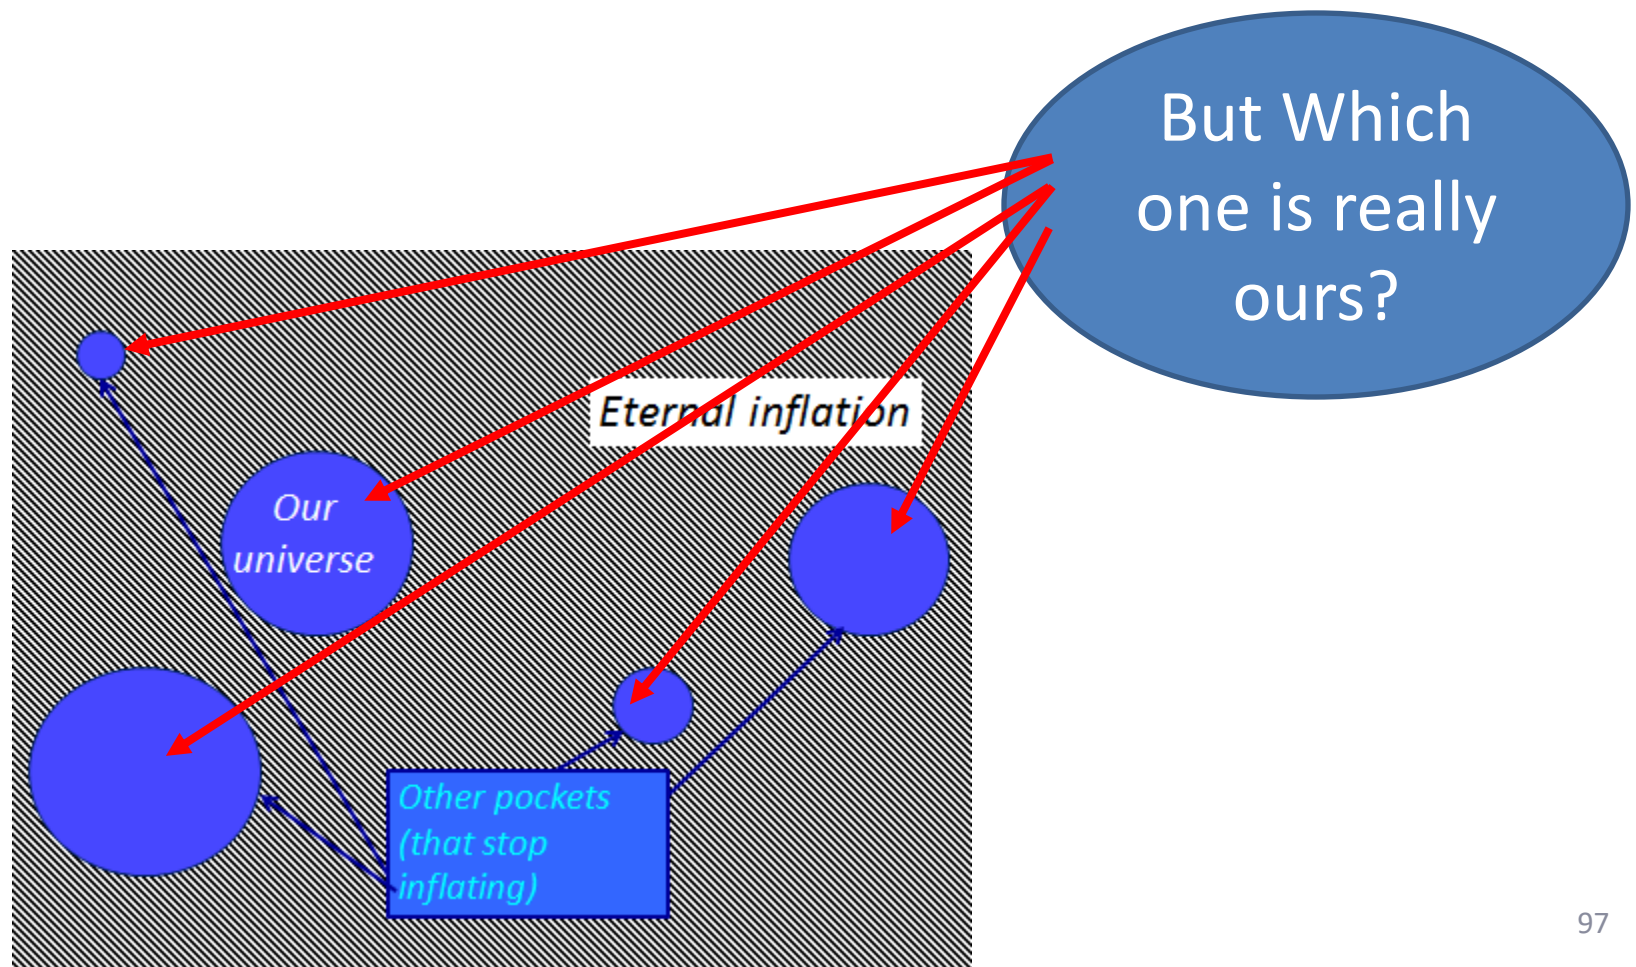 But Which
one is really
ours?
Eternal inflation
Our
universe
Other pockets
(that stop
inflating)
97